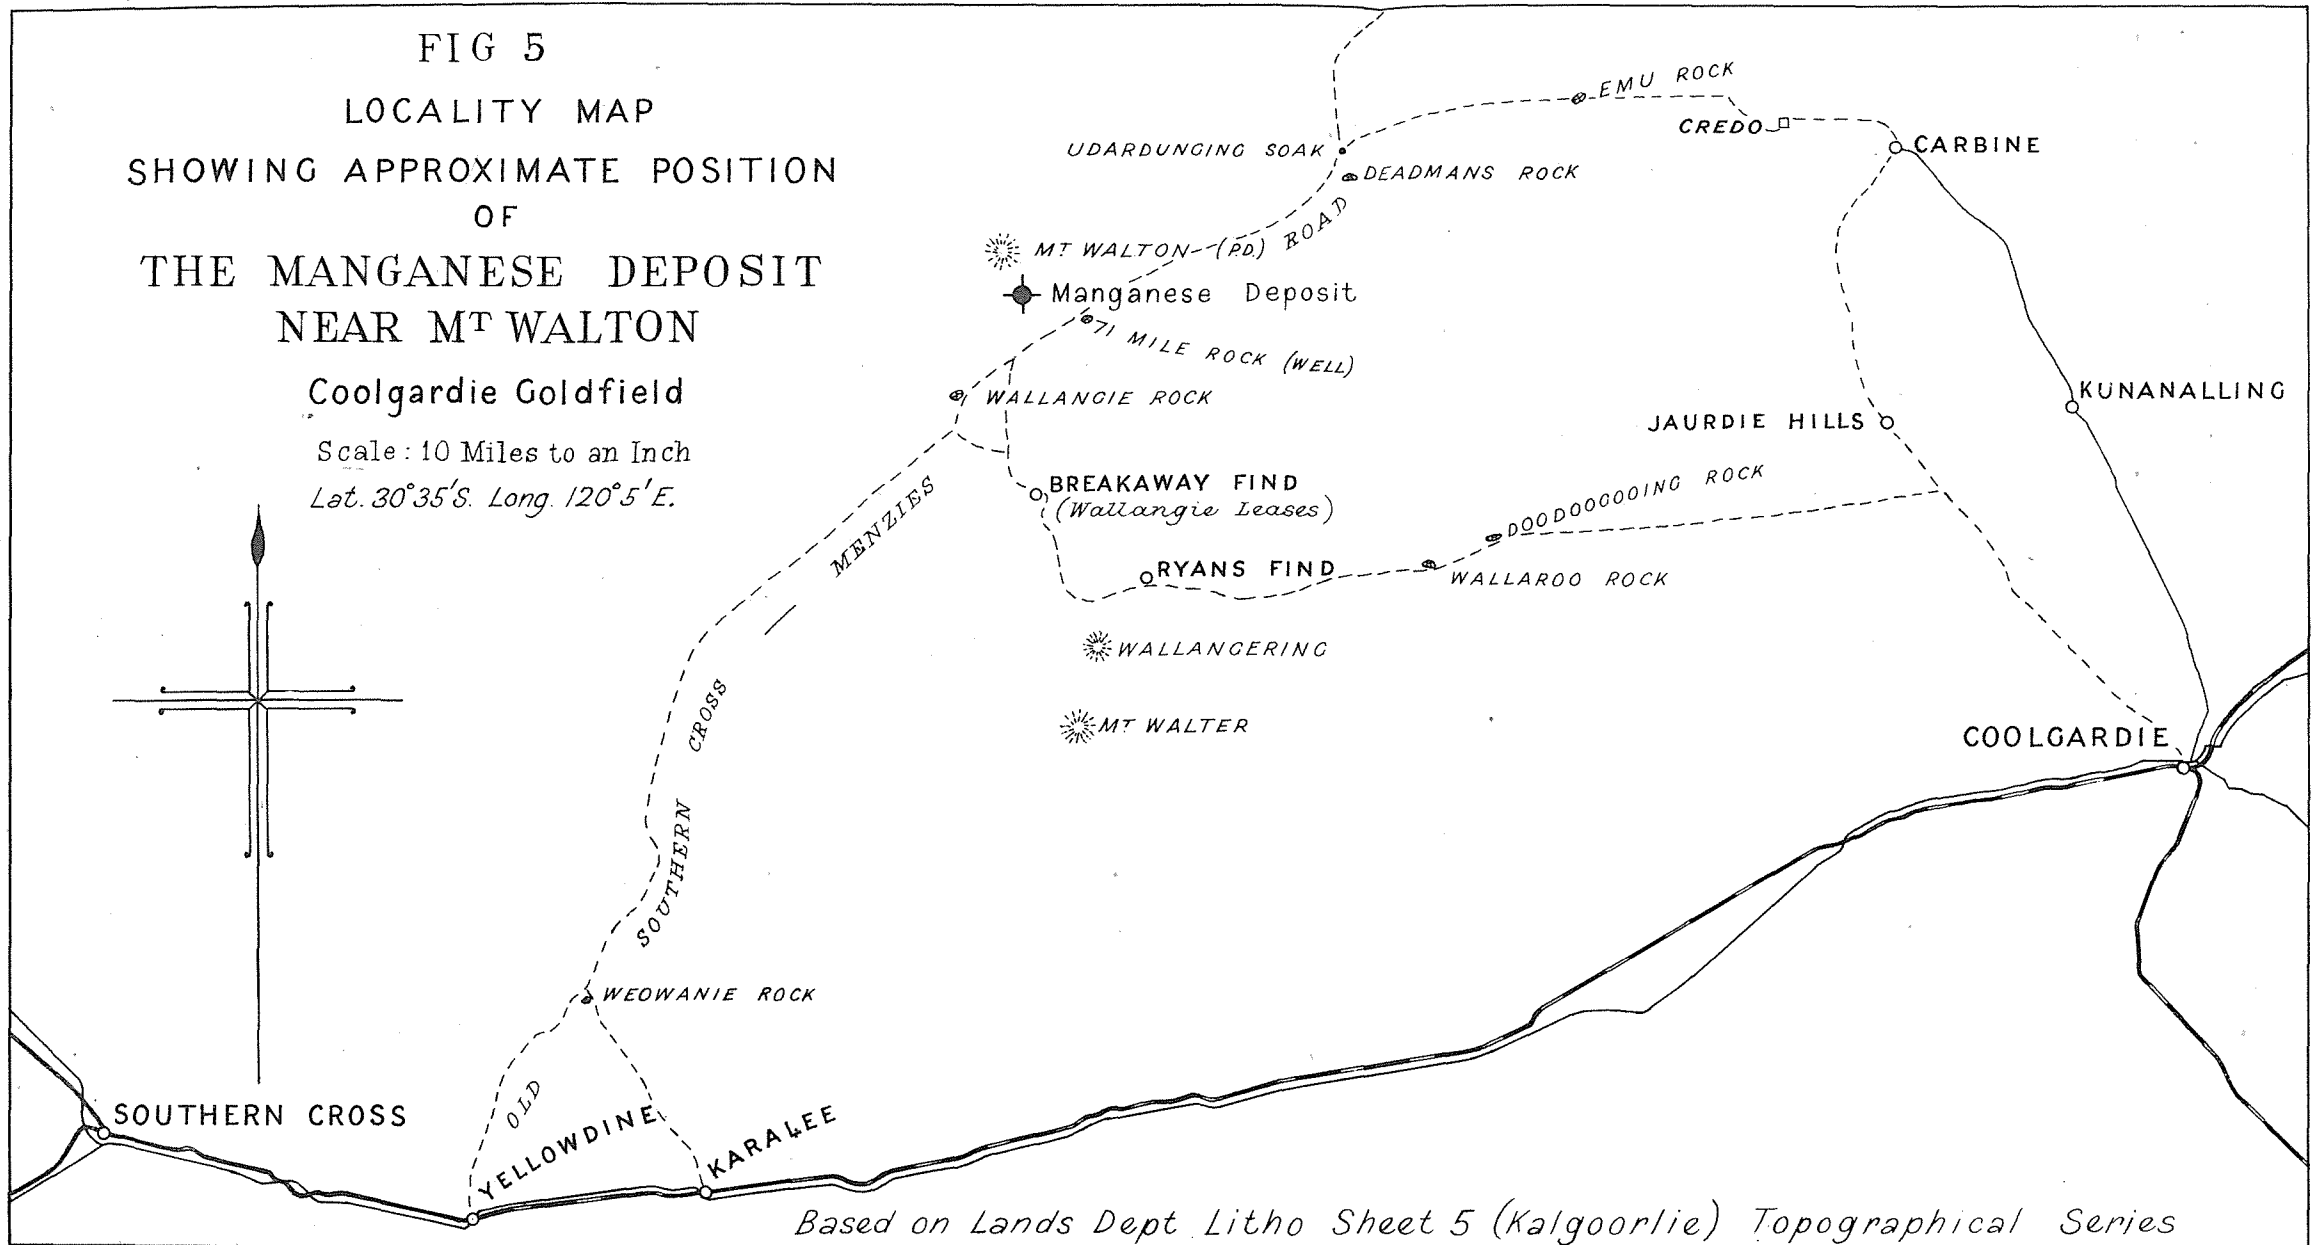 FIG 5
LOCALITY MAP
SHOWING APPROXIMATE POSITION
OF
THE MANGANESE DEPOSIT
NEAR MT WALTON
Coolgardie Goldfield
Scale: 10 Miles to an Inch
Lat. 30°35'S. Long. 120°5'E.
EMU ROCK
CREDO
CARBINE
UDARDUNGING SOAK
DEADMANS ROCK
MT WALTON (P.D.)
Manganese Deposit
71 MILE ROCK (WELL)
WALLANGIE ROCK
KUNANALLING
JAURDIE HILLS
BREAKAWAY FIND
(Wallangie Leases)
DOODOOGOOING ROCK
RYANS FIND
WALLAROO ROCK
WALLANGERING
MT WALTER
COOLGARDIE
OLD SOUTHERN CROSS — MENZIES ROAD
WEOWANIE ROCK
SOUTHERN CROSS
YELLOWDINE
KARALEE
Based on Lands Dept Litho Sheet 5 (Kalgoorlie) Topographical Series